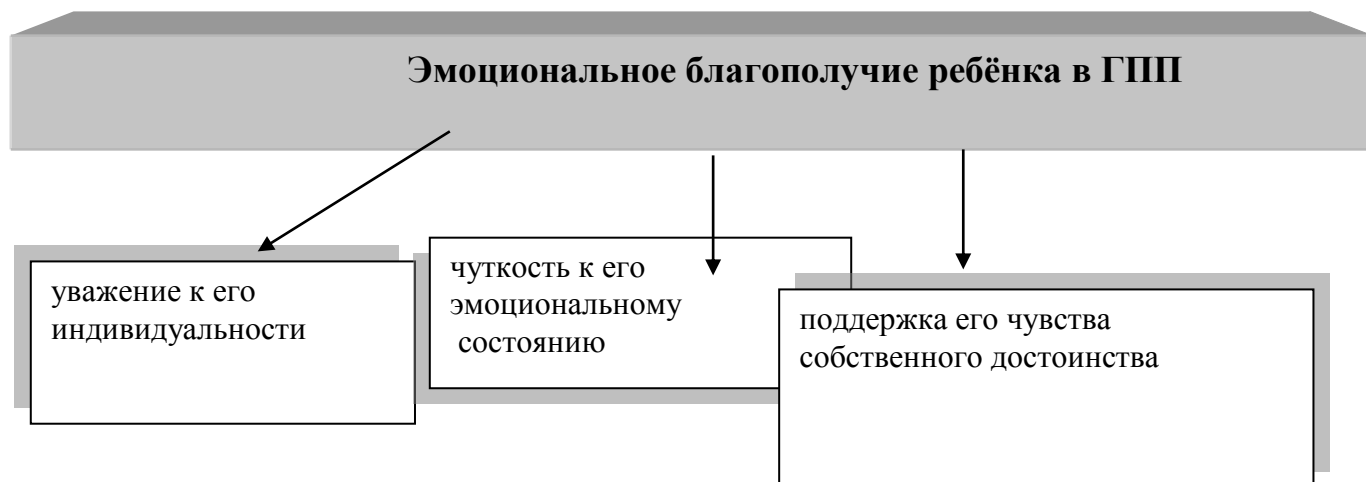 Эмоциональное благополучие ребёнка в ГПП
уважение к его
индивидуальности
чуткость к его
эмоциональному
состоянию
поддержка его чувства
собственного достоинства